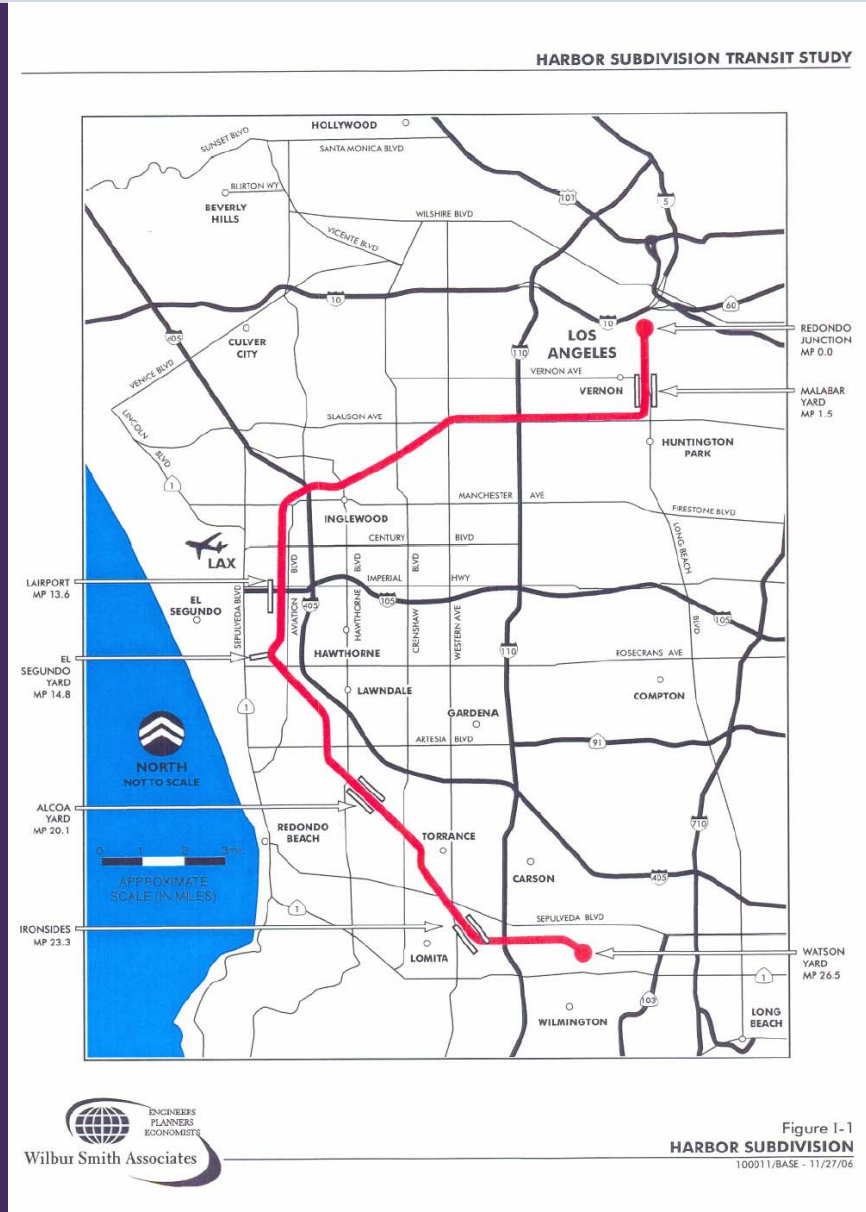 HARBOR SUBDIVISION TRANSIT STUDY
HOLLYWOOD
SUNSET BLVD
SANTA MONICA BLVD
BURTON WY
BEVERLY
HILLS
101
5
WILSHIRE BLVD
VICENTE BLVD
10
60
405
CULVER
CITY
10
LOS
ANGELES
110
REDONDO
JUNCTION
MP 0.0
VENICE BLVD
VERNON AVE
VERNON
MALABAR
YARD
MP 1.5
LINCOLN
BLVD
SLAUSON AVE
HUNTINGTON
PARK
1
MANCHESTER AVE
FIRESTONE BLVD
INGLEWOOD
CENTURY BLVD
LONG BEACH
BLVD
LAX
LAIRPORT
MP 13.6
IMPERIAL HWY
EL
SEGUNDO
SEPULVEDA BLVD
AVIATION BLVD
405
HAWTHORNE BLVD
105
CRENSHAW BLVD
WESTERN AVE
105
EL
SEGUNDO
YARD
MP 14.8
HAWTHORNE
110
ROSECRANS AVE
LAWNDALE
COMPTON
1
GARDENA
ARTESIA BLVD
91
NORTH
NOT TO SCALE
ALCOA
YARD
MP 20.1
REDONDO
BEACH
TORRANCE
710
0 1 2 3mi.
APPROXIMATE
SCALE (IN MILES)
CARSON
405
1
SEPULVEDA BLVD
IRONSIDES
MP 23.3
LOMITA
WATSON
YARD
MP 26.5
1
103
WILMINGTON
LONG
BEACH
ENGINEERS
PLANNERS
ECONOMISTS
Wilbur Smith Associates
Figure I-1
HARBOR SUBDIVISION
100011/BASE - 11/27/06